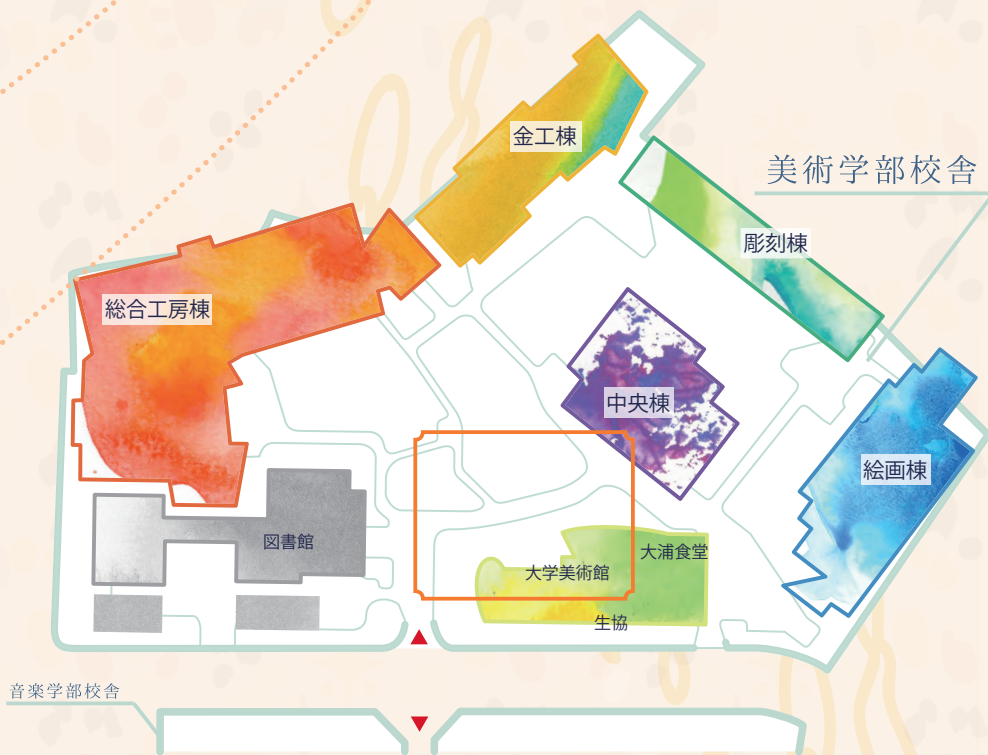 金工棟
美術学部校舎
彫刻棟
総合工房棟
中央棟
絵画棟
図書館
大浦食堂
大学美術館
生協
音楽学部校舎